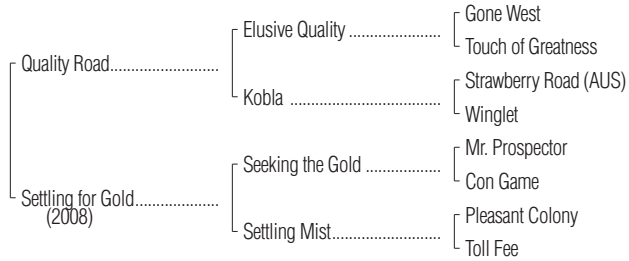 Gone West
Elusive Quality ....................
Touch of Greatness
Quality Road........................
Strawberry Road (AUS)
Kobla .................................
Winglet
Mr. Prospector
Seeking the Gold ................
Con Game
Settling for Gold..................
(2008)
Pleasant Colony
Settling Mist........................
Toll Fee